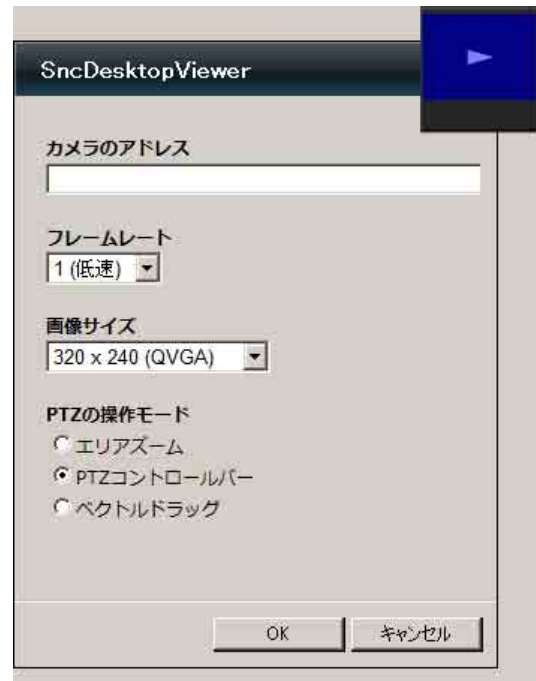 SncDesktopViewer
カメラのアドレス
フレームレート
1 (低速)
画像サイズ
320 x 240 (QVGA)
PTZの操作モード
エリアズーム
PTZコントロールバー
ベクトルドラッグ
OK キャンセル